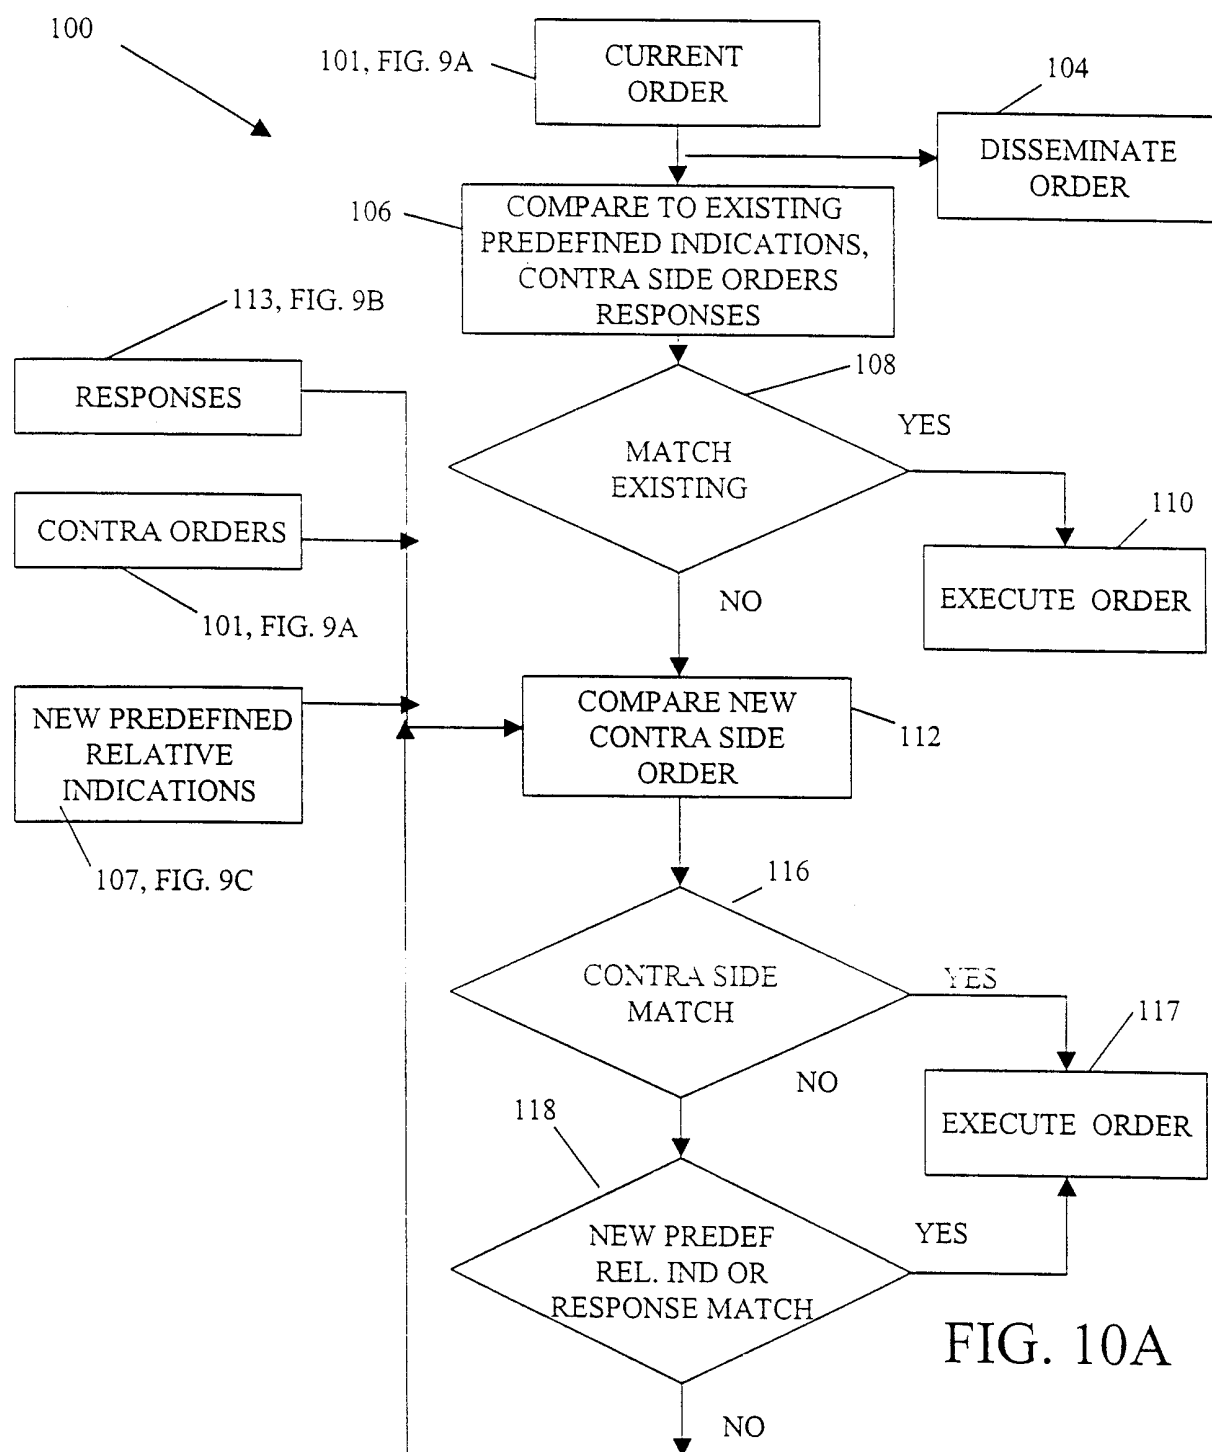 100
101, FIG. 9A
CURRENT
ORDER
104
DISSEMINATE
ORDER
106
COMPARE TO EXISTING
PREDEFINED INDICATIONS,
CONTRA SIDE ORDERS
RESPONSES
113, FIG. 9B
RESPONSES
108
MATCH
EXISTING
YES
110
EXECUTE ORDER
CONTRA ORDERS
101, FIG. 9A
NO
NEW PREDEFINED
RELATIVE
INDICATIONS
107, FIG. 9C
COMPARE NEW
CONTRA SIDE
ORDER
112
116
CONTRA SIDE
MATCH
YES
117
EXECUTE ORDER
NO
118
NEW PREDEF
REL. IND OR
RESPONSE MATCH
YES
NO
FIG. 10A